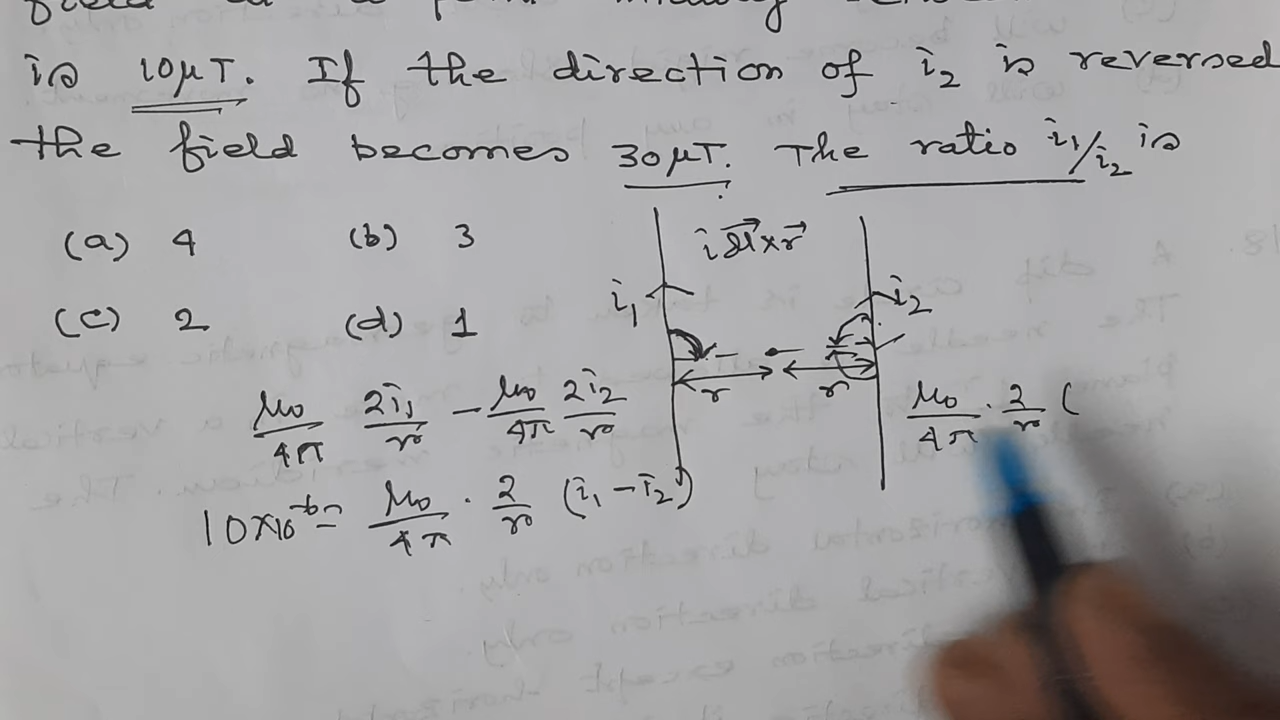 field
is 10μT. If the direction of i₂ is reversed
the field becomes 30μT. The ratio i₁/i₂ is
(a) 4 (b) 3
(c) 2 (d) 1
i dl × r
i₁ i₂
r r
μ₀/4π 2i₁/r - μ₀/4π 2i₂/r
μ₀/4π · 2/r (
10×10⁻⁶ = μ₀/4π · 2/r (i₁ - i₂)